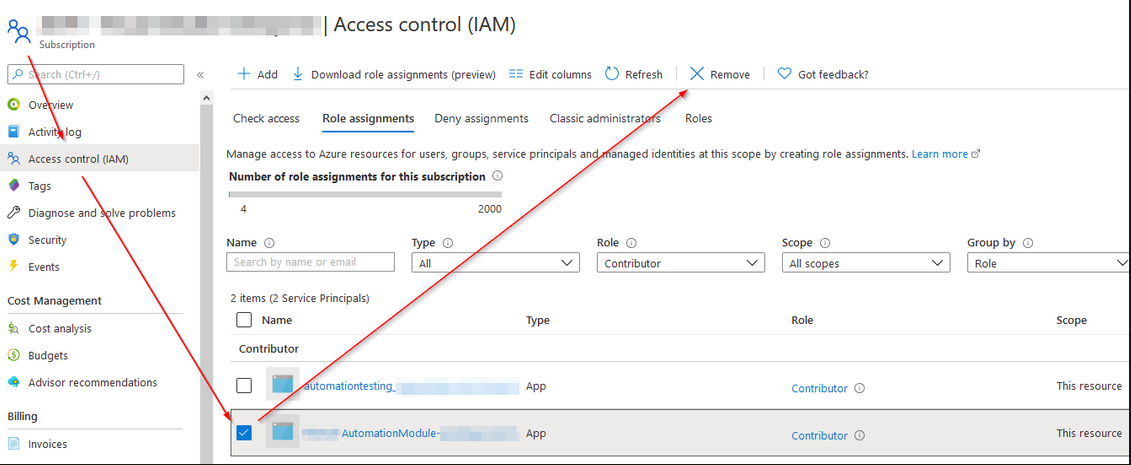 | Access control (IAM)
Subscription
Search (Ctrl+/)
«
Add
Download role assignments (preview)
Edit columns
Refresh
Remove
Got feedback?
Overview
Activity log
Access control (IAM)
Tags
Diagnose and solve problems
Security
Events
Cost Management
Cost analysis
Budgets
Advisor recommendations
Billing
Invoices
Check access Role assignments Deny assignments Classic administrators Roles
Manage access to Azure resources for users, groups, service principals and managed identities at this scope by creating role assignments. Learn more
Number of role assignments for this subscription
4 2000
Name Type Role Scope Group by
Search by name or email All Contributor All scopes Role
2 items (2 Service Principals)
Name Type Role Scope
Contributor
automationtesting_ App Contributor This resource
AutomationModule- App Contributor This resource